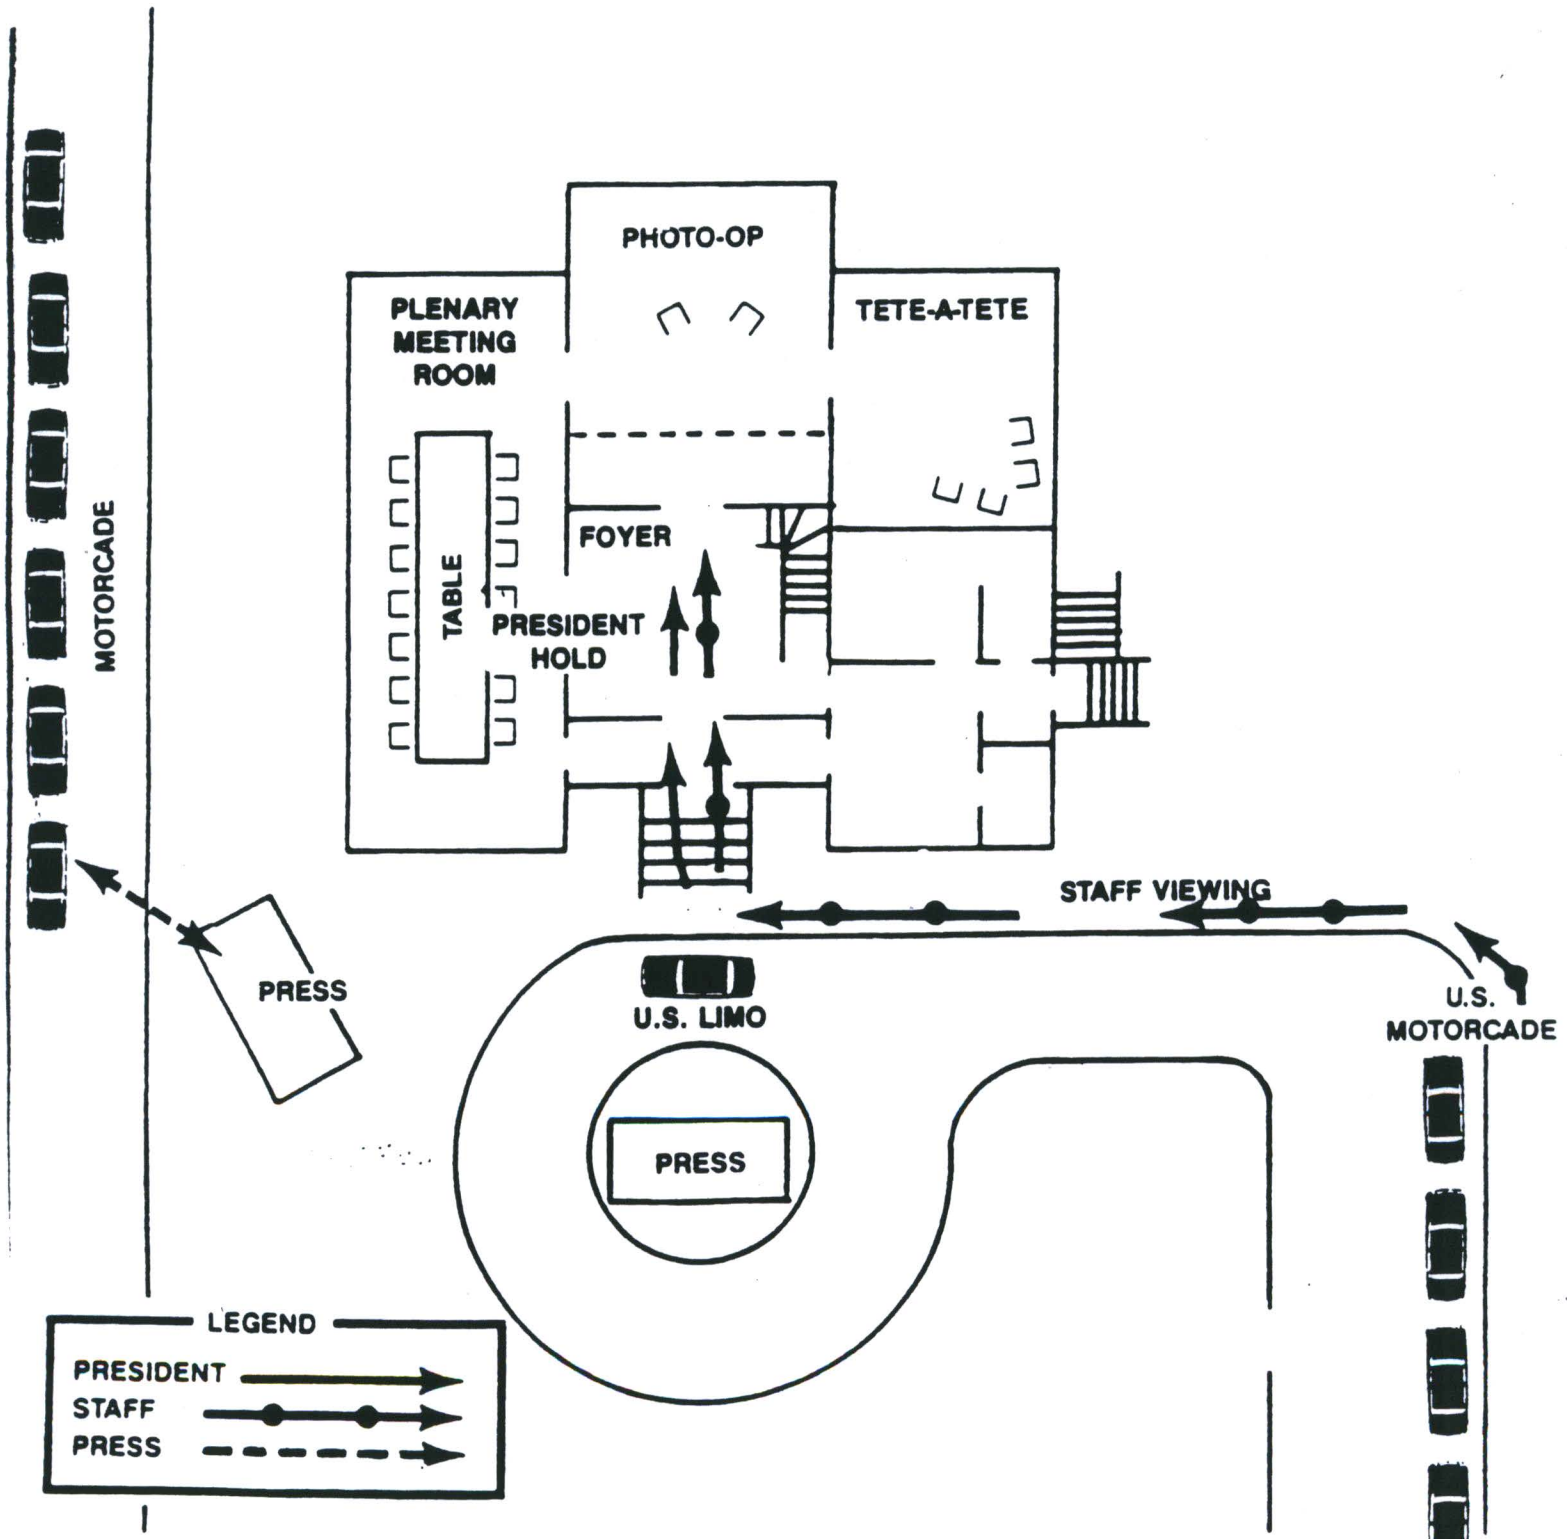 PHOTO-OP
PLENARY
MEETING
ROOM
TETE-A-TETE
MOTORCADE
FOYER
TABLE
PRESIDENT
HOLD
STAFF VIEWING
U.S.
MOTORCADE
U.S. LIMO
PRESS
PRESS
LEGEND
PRESIDENT
STAFF
PRESS